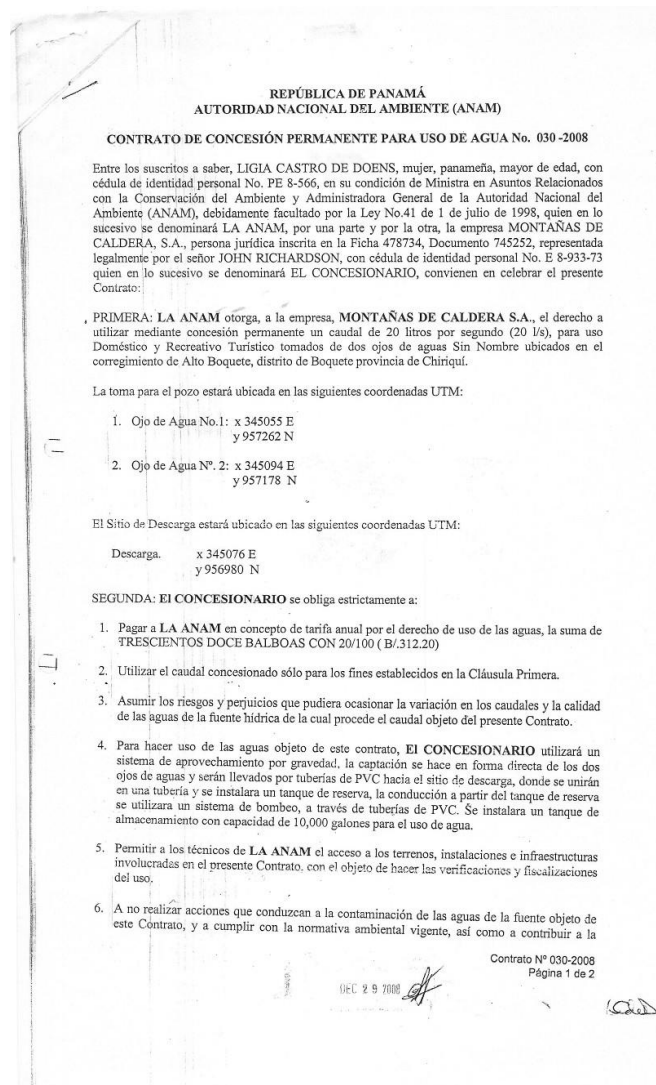 REPÚBLICA DE PANAMÁ
AUTORIDAD NACIONAL DEL AMBIENTE (ANAM)
CONTRATO DE CONCESIÓN PERMANENTE PARA USO DE AGUA No. 030-2008
Entre los suscritos a saber, LIGIA CASTRO DE DOENS, mujer, panameña, mayor de edad, con
cédula de identidad personal No. PE 8-566, en su condición de Ministra en Asuntos Relacionados
con la Conservación del Ambiente y Administradora General de la Autoridad Nacional del
Ambiente (ANAM), debidamente facultado por la Ley No.41 de 1 de julio de 1998, quien en lo
sucesivo se denominará LA ANAM, por una parte y por la otra, la empresa MONTAÑAS DE
CALDERA, S.A., persona jurídica inscrita en la Ficha 478734, Documento 745252, representada
legalmente por el señor JOHN RICHARDSON, con cédula de identidad personal No. E 8-933-73
quien en lo sucesivo se denominará EL CONCESIONARIO, convienen en celebrar el presente
Contrato:
PRIMERA: LA ANAM otorga, a la empresa, MONTAÑAS DE CALDERA S.A., el derecho a
utilizar mediante concesión permanente un caudal de 20 litros por segundo (20 l/s), para uso
Doméstico y Recreativo Turístico tomados de dos ojos de aguas Sin Nombre ubicados en el
corregimiento de Alto Boquete, distrito de Boquete provincia de Chiriquí.
La toma para el pozo estará ubicada en las siguientes coordenadas UTM:
1. Ojo de Agua No.1: x 345055 E
y 957262 N
2. Ojo de Agua Nº. 2: x 345094 E
y 957178 N
El Sitio de Descarga estará ubicado en las siguientes coordenadas UTM:
Descarga. x 345076 E
y 956980 N
SEGUNDA: El CONCESIONARIO se obliga estrictamente a:
1. Pagar a LA ANAM en concepto de tarifa anual por el derecho de uso de las aguas, la suma de
TRESCIENTOS DOCE BALBOAS CON 20/100 ( B/.312.20)
2. Utilizar el caudal concesionado sólo para los fines establecidos en la Cláusula Primera.
3. Asumir los riesgos y perjuicios que pudiera ocasionar la variación en los caudales y la calidad
de las aguas de la fuente hídrica de la cual procede el caudal objeto del presente Contrato.
4. Para hacer uso de las aguas objeto de este contrato, El CONCESIONARIO utilizará un
sistema de aprovechamiento por gravedad, la captación se hace en forma directa de los dos
ojos de aguas y serán llevados por tuberías de PVC hacia el sitio de descarga, donde se unirán
en una tubería y se instalara un tanque de reserva, la conducción a partir del tanque de reserva
se utilizara un sistema de bombeo, a través de tuberías de PVC. Se instalara un tanque de
almacenamiento con capacidad de 10,000 galones para el uso de agua.
5. Permitir a los técnicos de LA ANAM el acceso a los terrenos, instalaciones e infraestructuras
involucradas en el presente Contrato, con el objeto de hacer las verificaciones y fiscalizaciones
del uso.
6. A no realizar acciones que conduzcan a la contaminación de las aguas de la fuente objeto de
este Contrato, y a cumplir con la normativa ambiental vigente, así como a contribuir a la
Contrato Nº 030-2008
Página 1 de 2
DEC 29 2008